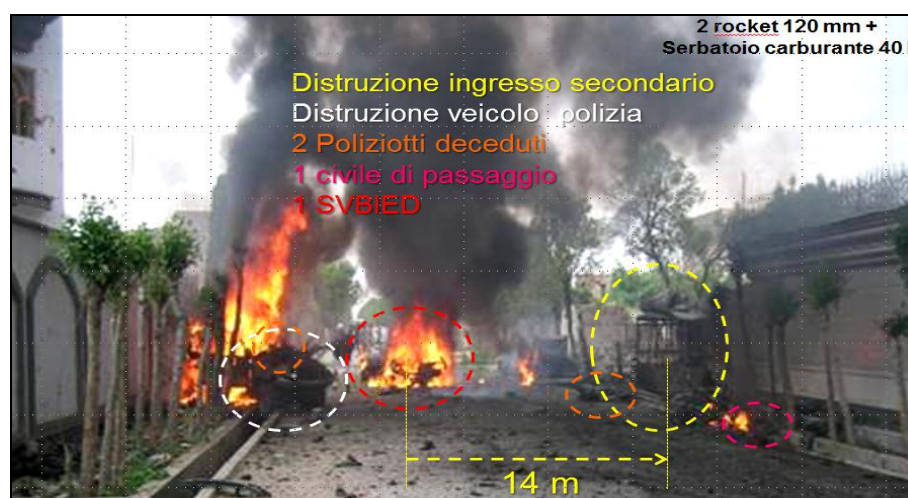 2 rocket 120 mm +
Serbatoio carburante 40 l
Distruzione ingresso secondario
Distruzione veicolo polizia
2 Poliziotti deceduti
1 civile di passaggio
1 SVBIED
14 m